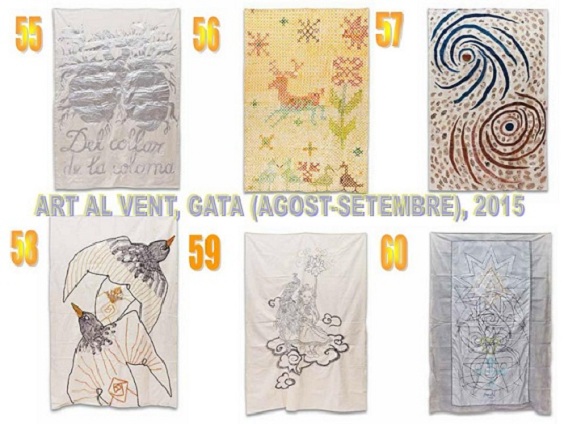 55
56
57
Del collar
de la coloma
ART AL VENT, GATA (AGOST-SETEMBRE), 2015
58
59
60